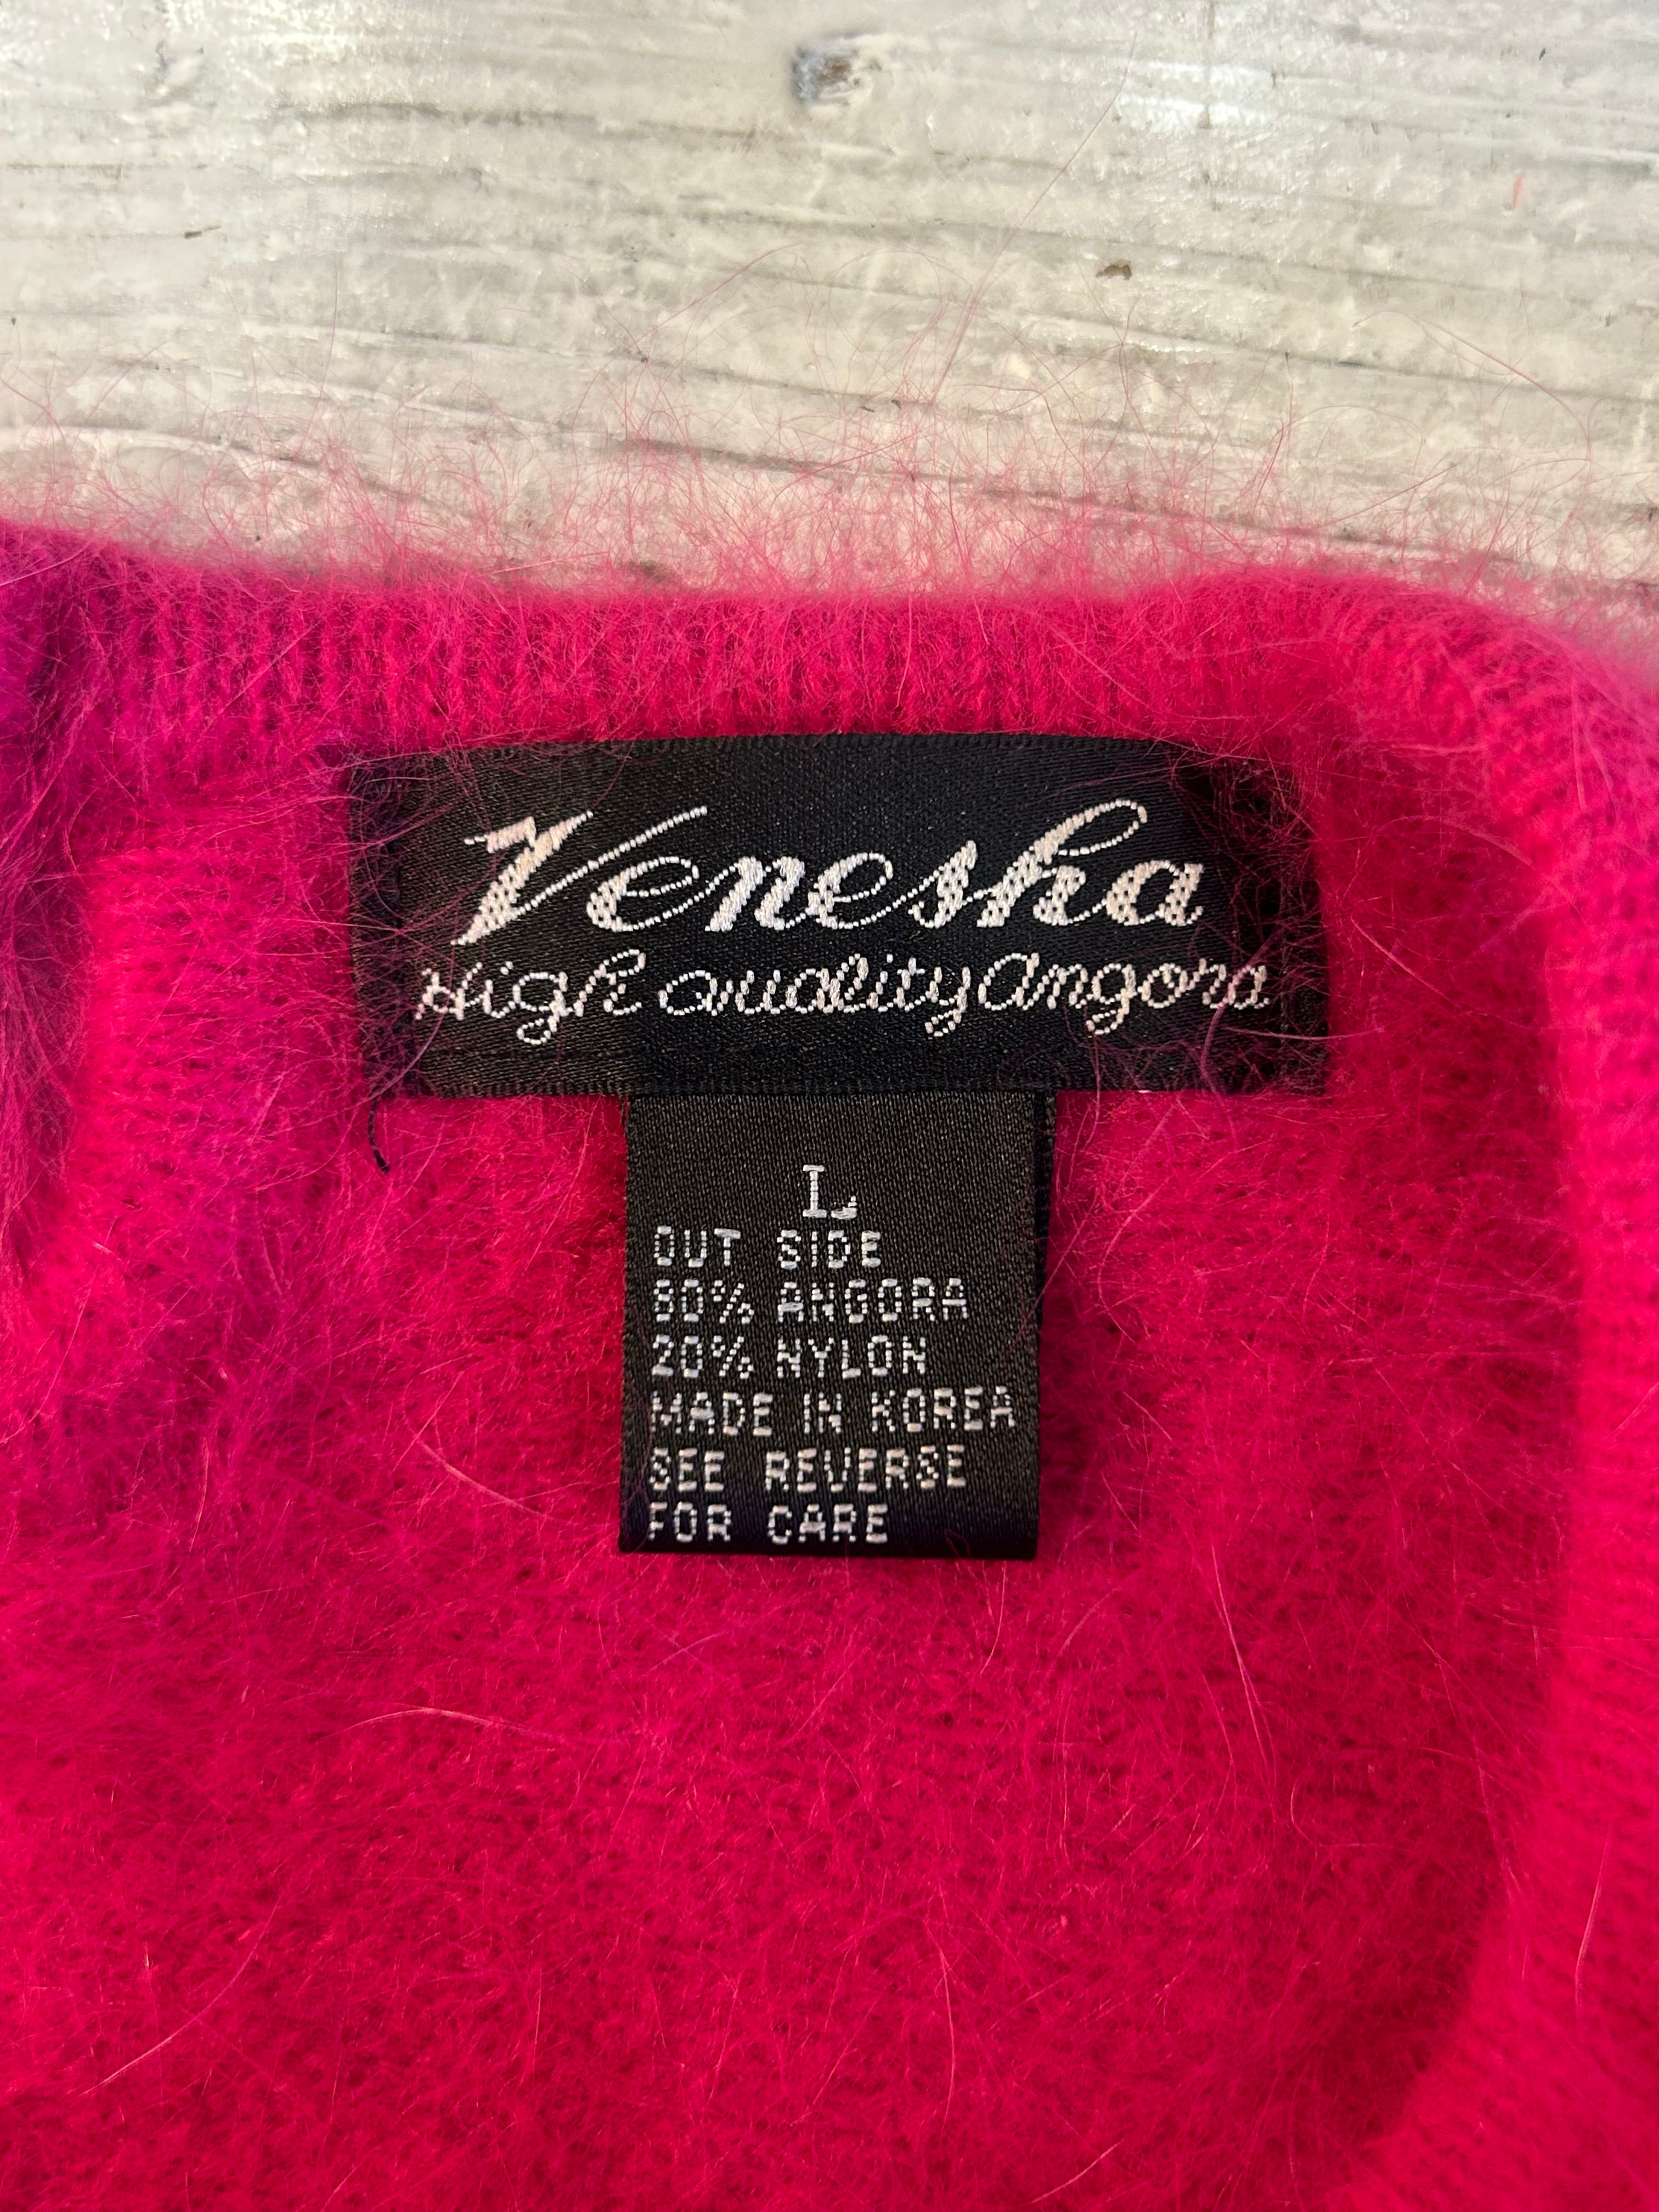 Venesha
High Quality Angora
L
OUT SIDE
80% ANGORA
20% NYLON
MADE IN KOREA
SEE REVERSE
FOR CARE